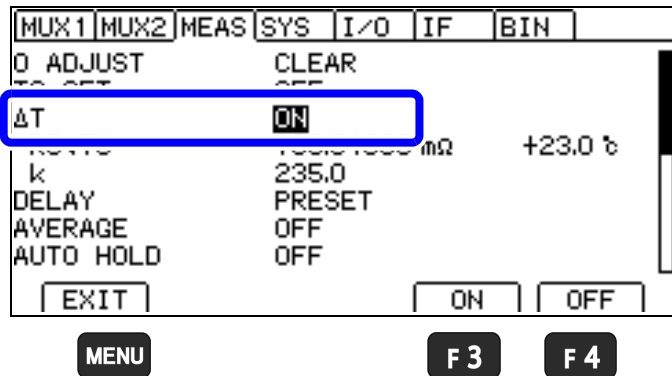 MUX1 MUX2 MEAS SYS I/O IF BIN
0 ADJUST CLEAR
ΔT ON
mΩ +23.0 ℃
k 235.0
DELAY PRESET
AVERAGE OFF
AUTO HOLD OFF
EXIT ON OFF
MENU F3 F4